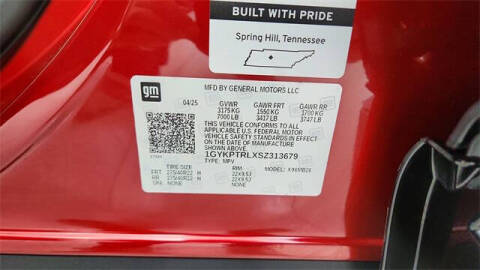 BUILT WITH PRIDE
Spring Hill, Tennessee
gm
MFD BY GENERAL MOTORS LLC
04/25 GVWR GAWR FRT GAWR RR
3175 KG 1550 KG 1700 KG
7000 LB 3417 LB 3747 LB
THIS VEHICLE CONFORMS TO ALL
APPLICABLE U.S. FEDERAL MOTOR
VEHICLE SAFETY STANDARDS IN
EFFECT ON THE DATE OF
MANUFACTURE SHOWN ABOVE.
1GYKPTRLXSZ313679
TYPE: MPV
TIRE SIZE RIM MODEL:
FRT 275/40R22 H 22X9.5J
RR 275/40R22 H 22X9.5J
SPA NONE NONE